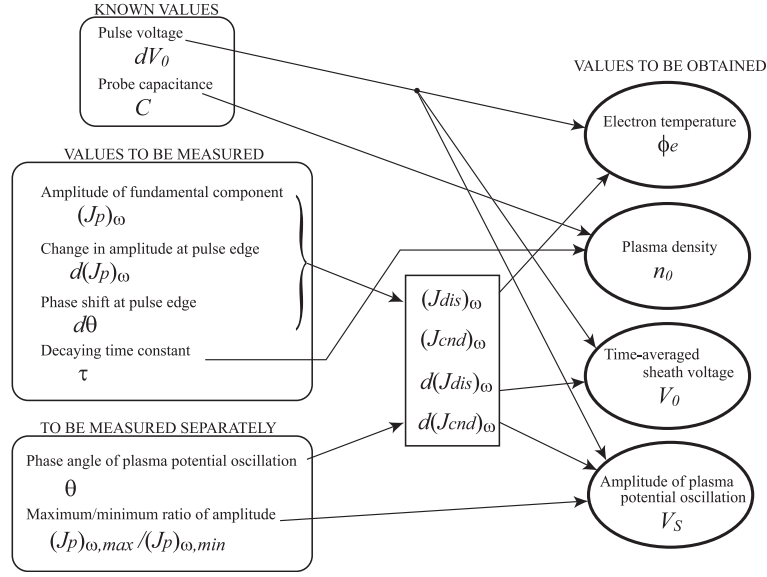 KNOWN VALUES
Pulse voltage
dV0
Probe capacitance
C
VALUES TO BE MEASURED
Amplitude of fundamental component
(Jp)ω
Change in amplitude at pulse edge
d(Jp)ω
Phase shift at pulse edge
dθ
Decaying time constant
τ
TO BE MEASURED SEPARATELY
Phase angle of plasma potential oscillation
θ
Maximum/minimum ratio of amplitude
(Jp)ω,max /(Jp)ω,min
(Jdis)ω
(Jcnd)ω
d(Jdis)ω
d(Jcnd)ω
VALUES TO BE OBTAINED
Electron temperature
ϕe
Plasma density
n0
Time-averaged
sheath voltage
V0
Amplitude of plasma
potential oscillation
VS